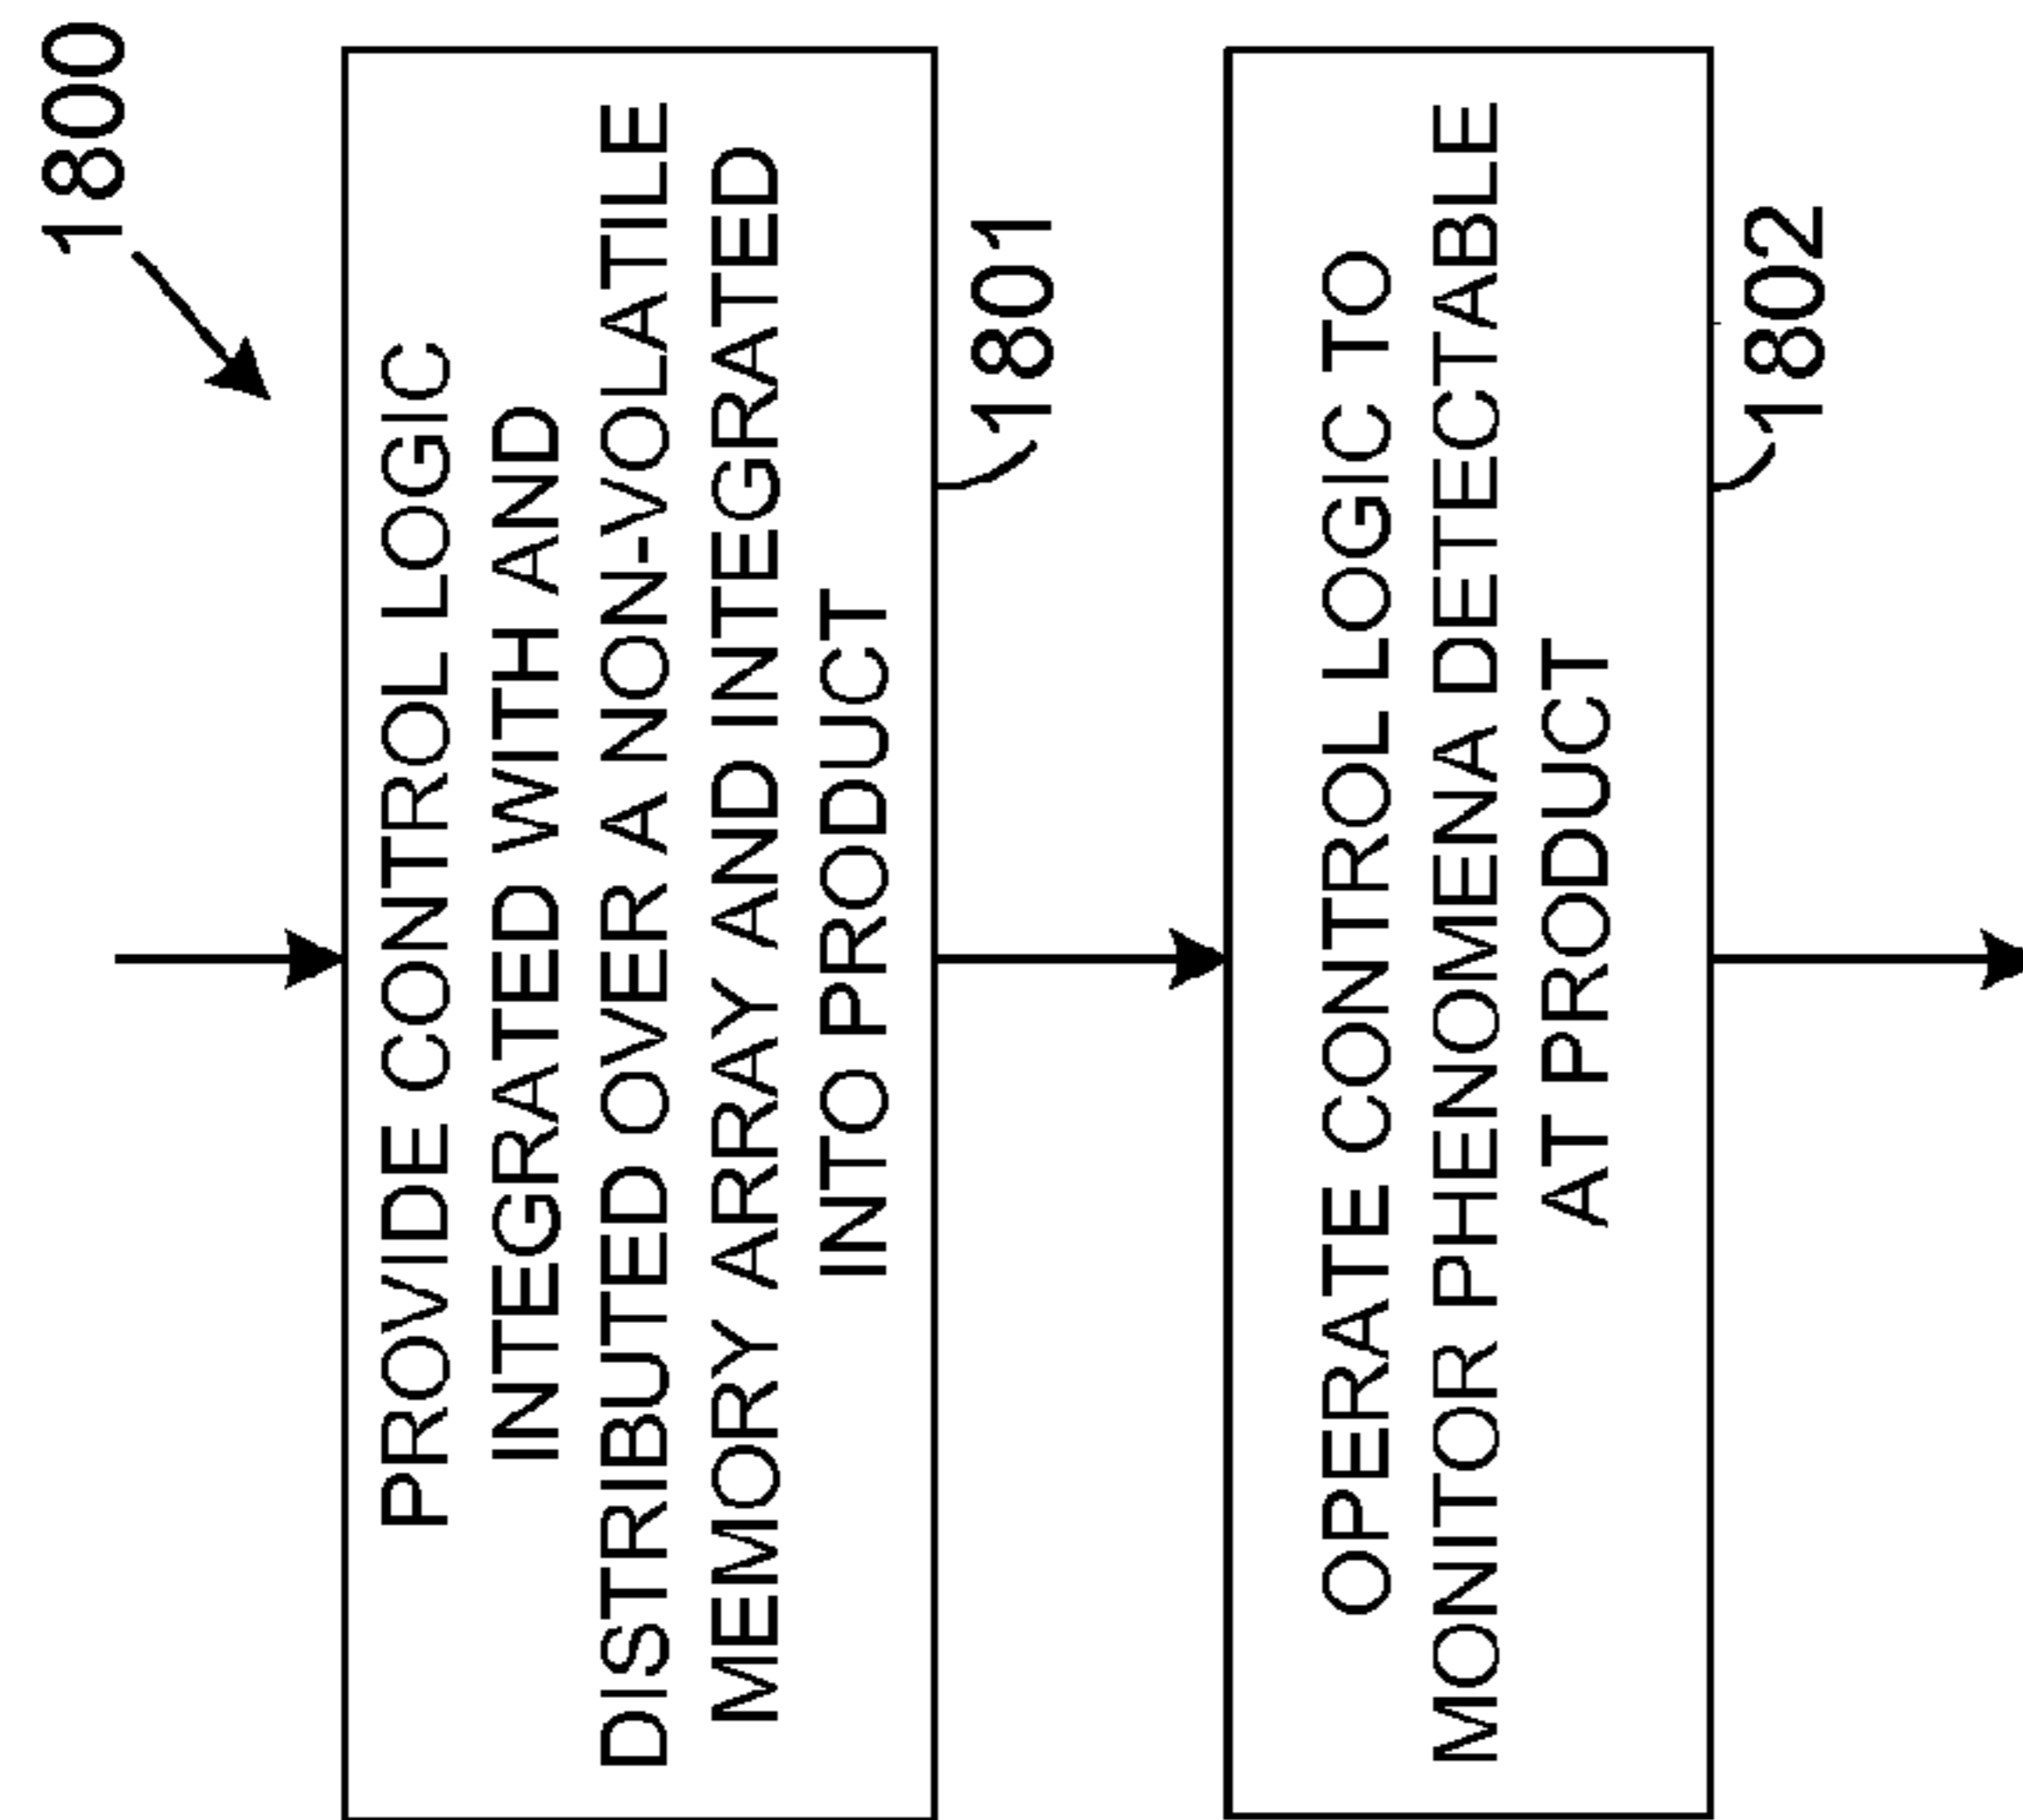 1800
PROVIDE CONTROL LOGIC
INTEGRATED WITH AND
DISTRIBUTED OVER A NON-VOLATILE
MEMORY ARRAY AND INTEGRATED
INTO PRODUCT
1801
OPERATE CONTROL LOGIC TO
MONITOR PHENOMENA DETECTABLE
AT PRODUCT
1802